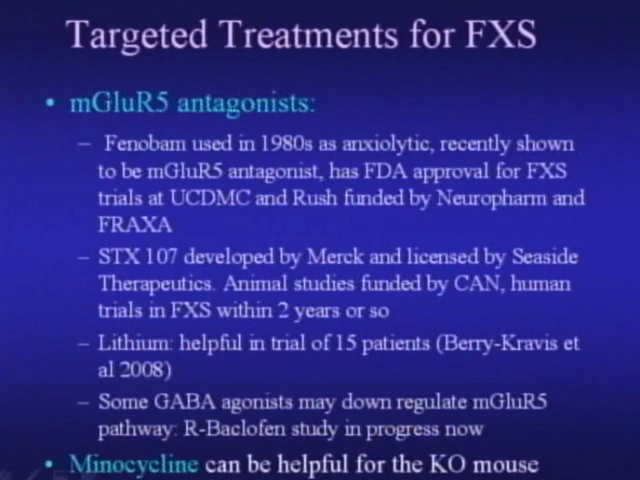 Targeted Treatments for FXS
• mGluR5 antagonists:
– Fenobam used in 1980s as anxiolytic, recently shown
to be mGluR5 antagonist, has FDA approval for FXS
trials at UCDMC and Rush funded by Neuropharm and
FRAXA
– STX 107 developed by Merck and licensed by Seaside
Therapeutics. Animal studies funded by CAN, human
trials in FXS within 2 years or so
– Lithium: helpful in trial of 15 patients (Berry-Kravis et
al 2008)
– Some GABA agonists may down regulate mGluR5
pathway: R-Baclofen study in progress now
• Minocycline can be helpful for the KO mouse